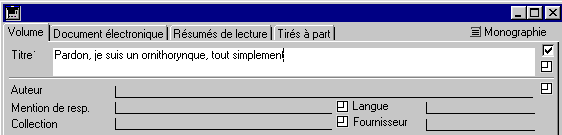 Volume Document électronique Résumés de lecture Tirés à part Monographie
Titre* Pardon, je suis un ornithorynque, tout simplement
Auteur
Mention de resp. Langue
Collection Fournisseur